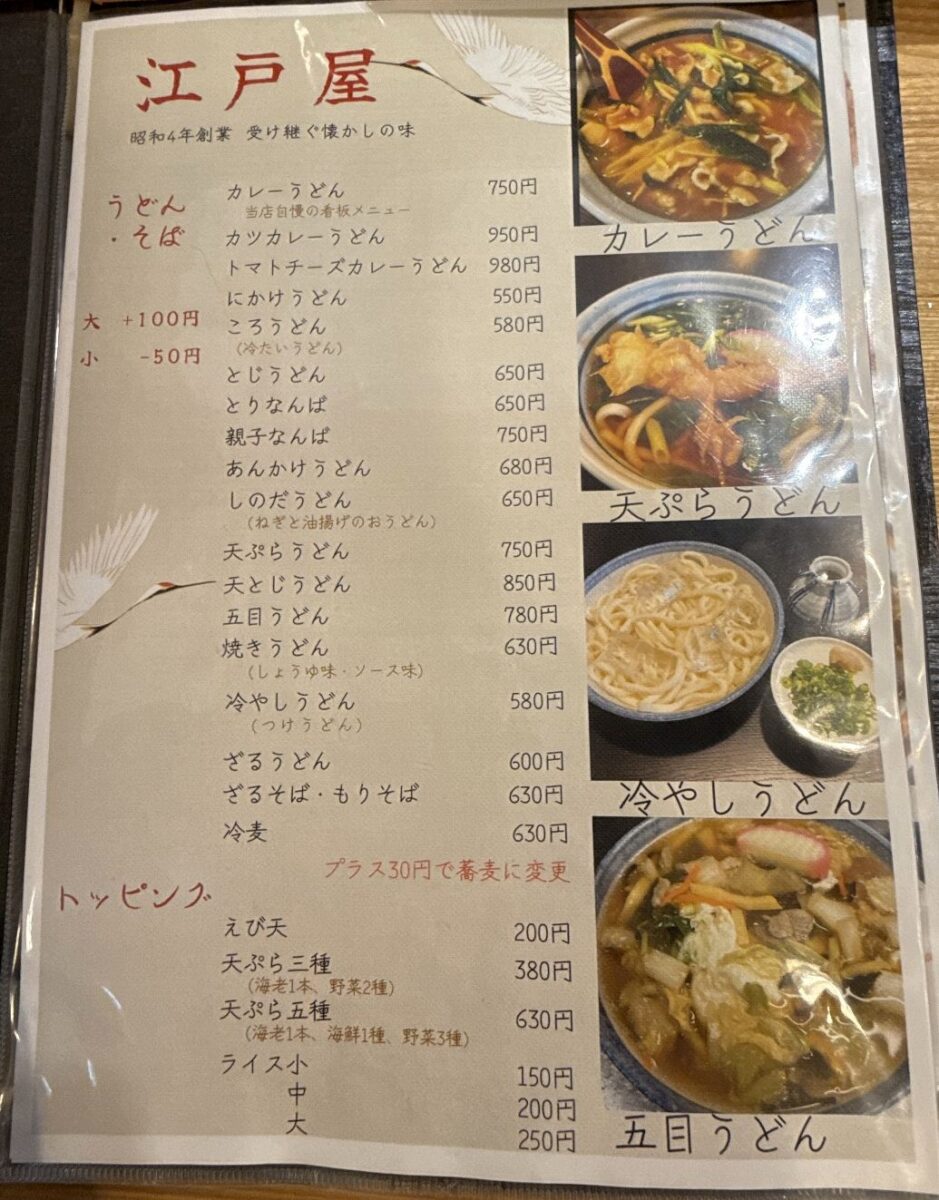 江戸屋
昭和4年創業 受け継ぐ懐かしの味
うどん
・そば
大 +100円
小 -50円
カレーうどん 750円
当店自慢の看板メニュー
カツカレーうどん 950円
トマトチーズカレーうどん 980円
にかけうどん 550円
ころうどん 580円
(冷たいうどん)
とじうどん 650円
とりなんば 650円
親子なんば 750円
あんかけうどん 680円
しのだうどん 650円
(ねぎと油揚げのおうどん)
天ぷらうどん 750円
天とじうどん 850円
五目うどん 780円
焼きうどん 630円
(しょうゆ味・ソース味)
冷やしうどん 580円
(つけうどん)
ざるうどん 600円
ざるそば・もりそば 630円
冷麦 630円
プラス30円で蕎麦に変更
トッピング
えび天 200円
天ぷら三種 380円
(海老1本、野菜2種)
天ぷら五種 630円
(海老1本、海鮮1種、野菜3種)
ライス小 150円
中 200円
大 250円
カレーうどん
天ぷらうどん
冷やしうどん
五目うどん